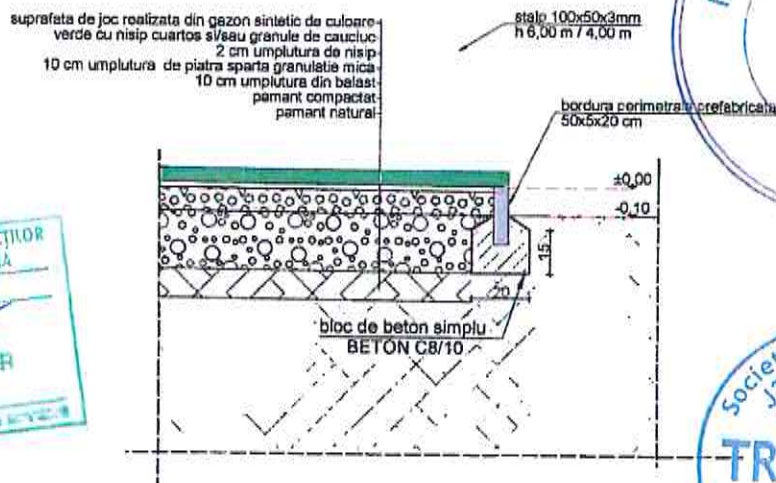 suprafata de joc realizata din gazon sintetic de culoare
verde cu nisip cuartos si/sau granule de cauciuc
2 cm umplutura de nisip
10 cm umplutura de piatra sparta granulatie mica
10 cm umplutura din balast
pamant compactat
pamant natural
stalp 100x50x3mm
h 6,00 m / 4,00 m
bordura perimetrala prefabricata
50x5x20 cm
±0,00
-0,10
15
20
bloc de beton simplu
BETON C8/10
ȚIILOR
Societ
TR